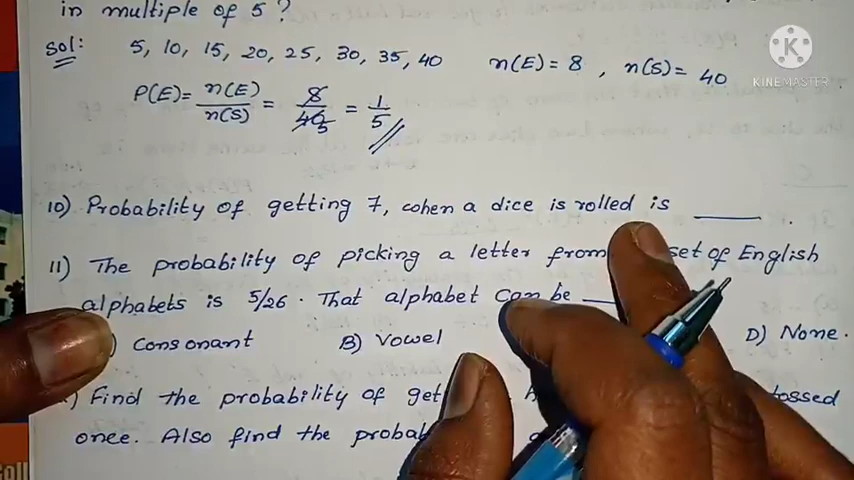 in multiple of 5 ?
Sol: 5, 10, 15, 20, 25, 30, 35, 40 n(E) = 8 , n(S) = 40
P(E) = n(E)/n(S) = 8/40 5 = 1/5
KINEMASTER
10) Probability of getting 7, when a dice is rolled is ____ .
11) The probability of picking a letter from set of English
alphabets is 5/26 . That alphabet can be ____
) Consonant B) Vowel D) None.
) Find the probability of get tossed
once. Also find the